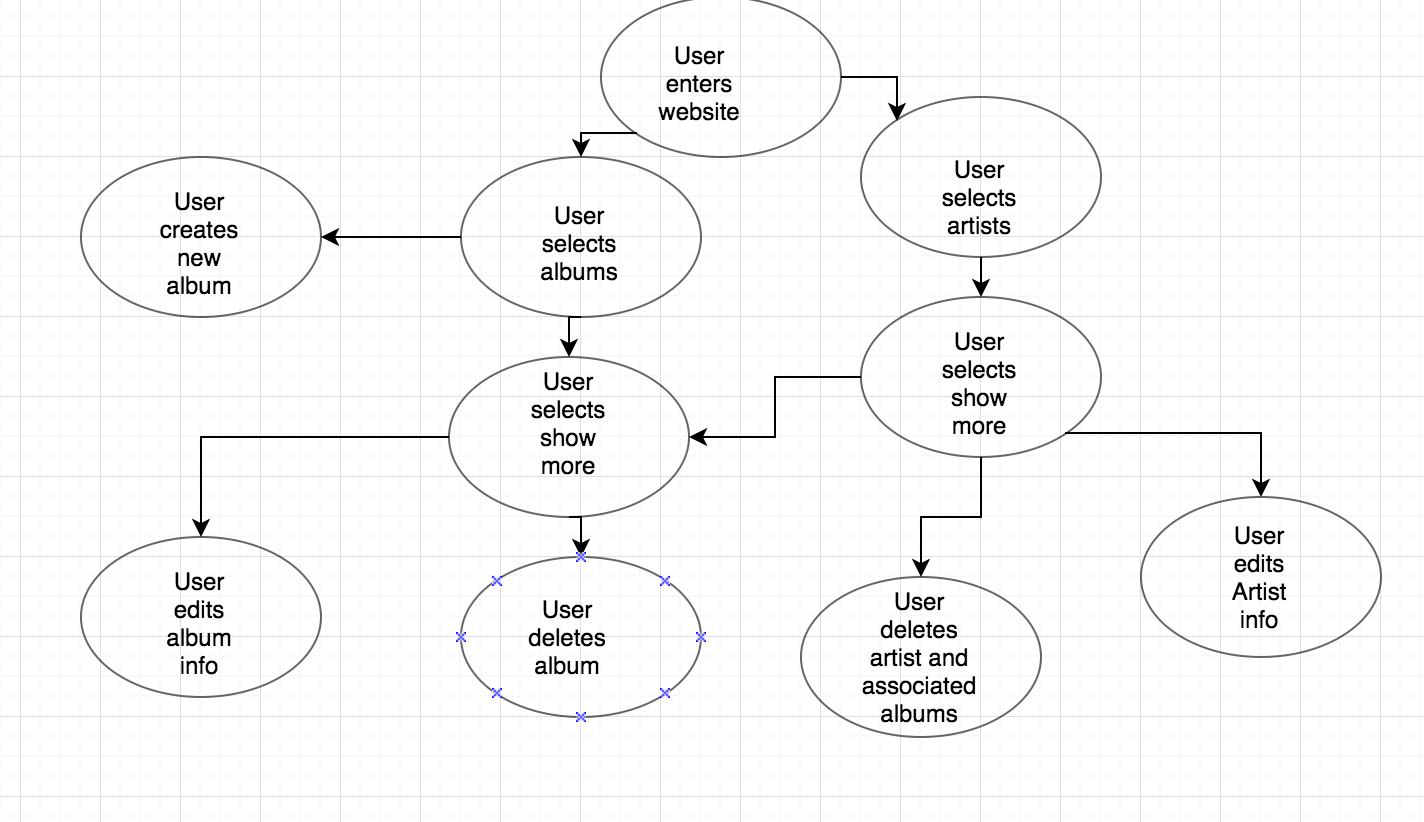 User
enters
website
User
selects
artists
User
creates
new
album
User
selects
albums
User
selects
show
more
User
selects
show
more
User
edits
album
info
User
deletes
album
User
deletes
artist and
associated
albums
User
edits
Artist
info